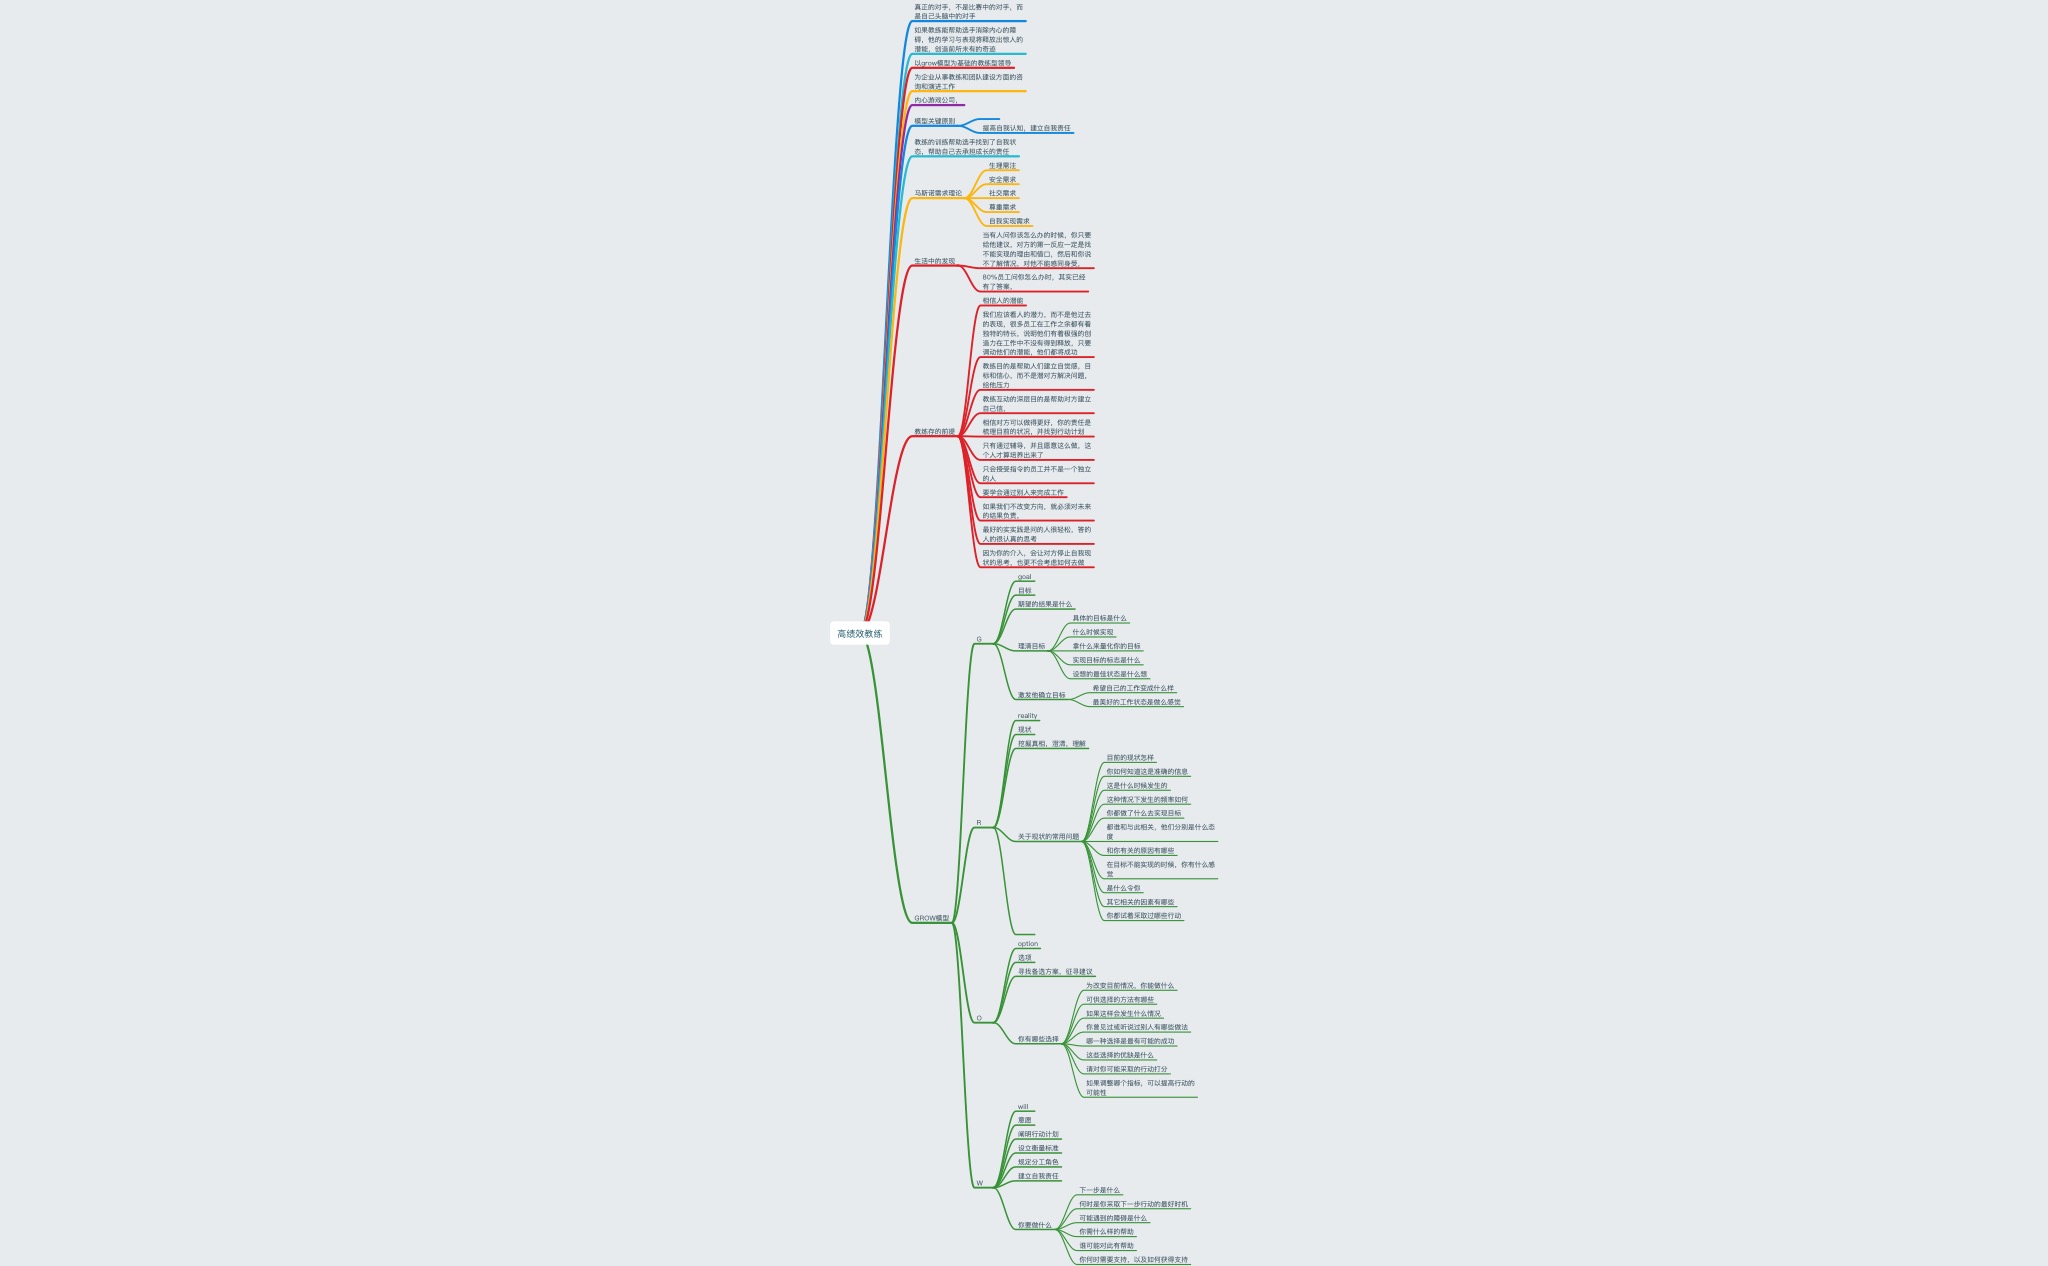 真正的对手，不是比赛中的对手，而
是自己头脑中的对手
如果教练能帮助选手消除内心的障
碍，他的学习与表现将释放出惊人的
潜能，创造前所未有的奇迹
以grow模型为基础的教练型领导
为企业从事教练和团队建设方面的咨
询和演进工作
内心游戏公司，
模型关键原则
提高自我认知，建立自我责任
教练的训练帮助选手找到了自我状
态，帮助自己去承担成长的责任
马斯诺需求理论
生理需注
安全需求
社交需求
尊重需求
自我实现需求
生活中的发现
当有人问你该怎么办的时候，你只要
给他建议，对方的第一反应一定是找
不能实现的理由和借口，然后和你说
不了解情况，对他不能感同身受。
80%员工问你怎么办时，其实已经
有了答案。
教练存的前提
相信人的潜能
我们应该看人的潜力，而不是他过去
的表现，很多员工在工作之余都有着
独特的特长，说明他们有着极强的创
造力在工作中不没有得到释放，只要
调动他们的潜能，他们都将成功
教练目的是帮助人们建立自觉感，目
标和信心，而不是潜对方解决问题，
给他压力
教练互动的深层目的是帮助对方建立
自己信。
相信对方可以做得更好，你的责任是
梳理目前的状况，并找到行动计划
只有通过辅导，并且愿意这么做，这
个人才算培养出来了
只会接受指令的员工并不是一个独立
的人
要学会通过别人来完成工作
如果我们不改变方向，就必须对未来
的结果负责。
最好的实实践是问的人很轻松，答的
人的很认真的思考
因为你的介入，会让对方停止自我现
状的思考，也更不会考虑如何去做
高绩效教练
GROW模型
G
goal
目标
期望的结果是什么
理清目标
具体的目标是什么
什么时候实现
拿什么来量化你的目标
实现目标的标志是什么
设想的最佳状态是什么想
激发他确立目标
希望自己的工作变成什么样
最美好的工作状态是做么感觉
R
reality
现状
挖掘真相，澄清，理解
关于现状的常用问题
目前的现状怎样
你如何知道这是准确的信息
这是什么时候发生的
这种情况下发生的频率如何
你都做了什么去实现目标
都谁和与此相关，他们分别是什么态
度
和你有关的原因有哪些
在目标不能实现的时候，你有什么感
觉
是什么令你
其它相关的因素有哪些
你都试着采取过哪些行动
O
option
选项
寻找备选方案，征寻建议
你有哪些选择
为改变目前情况，你能做什么
可供选择的方法有哪些
如果这样会发生什么情况
你曾见过或听说过别人有哪些做法
哪一种选择是最有可能的成功
这些选择的优缺是什么
请对你可能采取的行动打分
如果调整哪个指标，可以提高行动的
可能性
W
will
意愿
阐明行动计划
设立衡量标准
规定分工角色
建立自我责任
你要做什么
下一步是什么
何时是你采取下一步行动的最好时机
可能遇到的障碍是什么
你需什么样的帮助
谁可能对此有帮助
你何时需要支持，以及如何获得支持